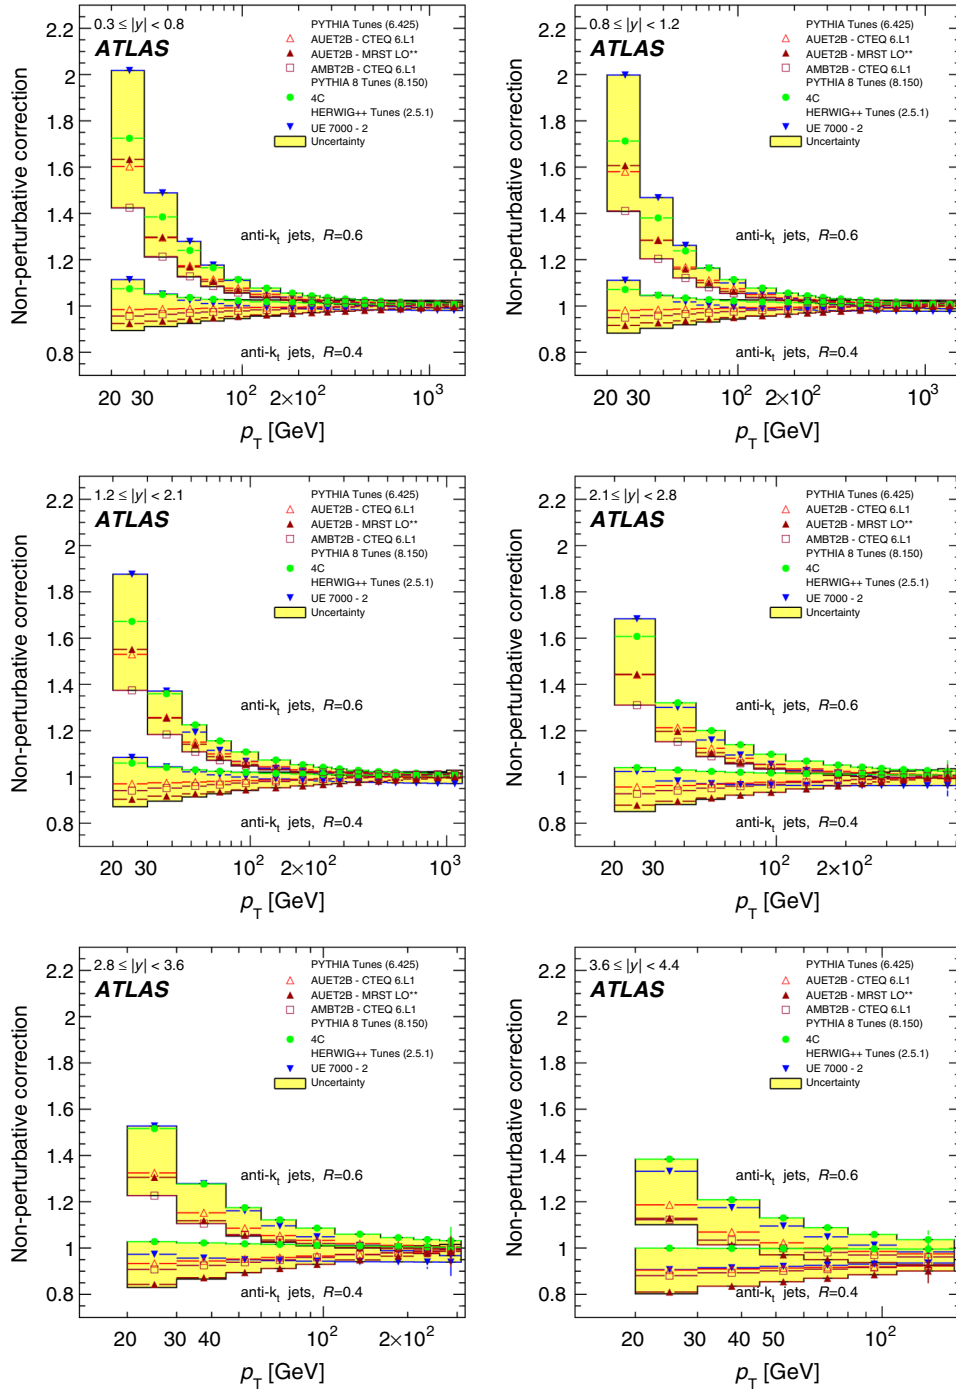 Non-perturbative correction
2.2
2
1.8
1.6
1.4
1.2
1
0.8
0.3 ≤ |y| < 0.8
ATLAS
PYTHIA Tunes (6.425)
AUET2B - CTEQ 6.L1
AUET2B - MRST LO**
AMBT2B - CTEQ 6.L1
PYTHIA 8 Tunes (8.150)
4C
HERWIG++ Tunes (2.5.1)
UE 7000 - 2
Uncertainty
anti-kt jets, R=0.6
anti-kt jets, R=0.4
20 30 10² 2×10² 10³
pT [GeV]
Non-perturbative correction
2.2
2
1.8
1.6
1.4
1.2
1
0.8
0.8 ≤ |y| < 1.2
ATLAS
PYTHIA Tunes (6.425)
AUET2B - CTEQ 6.L1
AUET2B - MRST LO**
AMBT2B - CTEQ 6.L1
PYTHIA 8 Tunes (8.150)
4C
HERWIG++ Tunes (2.5.1)
UE 7000 - 2
Uncertainty
anti-kt jets, R=0.6
anti-kt jets, R=0.4
20 30 10² 2×10² 10³
pT [GeV]
Non-perturbative correction
2.2
2
1.8
1.6
1.4
1.2
1
0.8
1.2 ≤ |y| < 2.1
ATLAS
PYTHIA Tunes (6.425)
AUET2B - CTEQ 6.L1
AUET2B - MRST LO**
AMBT2B - CTEQ 6.L1
PYTHIA 8 Tunes (8.150)
4C
HERWIG++ Tunes (2.5.1)
UE 7000 - 2
Uncertainty
anti-kt jets, R=0.6
anti-kt jets, R=0.4
20 30 10² 2×10² 10³
pT [GeV]
Non-perturbative correction
2.2
2
1.8
1.6
1.4
1.2
1
0.8
2.1 ≤ |y| < 2.8
ATLAS
PYTHIA Tunes (6.425)
AUET2B - CTEQ 6.L1
AUET2B - MRST LO**
AMBT2B - CTEQ 6.L1
PYTHIA 8 Tunes (8.150)
4C
HERWIG++ Tunes (2.5.1)
UE 7000 - 2
Uncertainty
anti-kt jets, R=0.6
anti-kt jets, R=0.4
20 30 10² 2×10²
pT [GeV]
Non-perturbative correction
2.2
2
1.8
1.6
1.4
1.2
1
0.8
2.8 ≤ |y| < 3.6
ATLAS
PYTHIA Tunes (6.425)
AUET2B - CTEQ 6.L1
AUET2B - MRST LO**
AMBT2B - CTEQ 6.L1
PYTHIA 8 Tunes (8.150)
4C
HERWIG++ Tunes (2.5.1)
UE 7000 - 2
Uncertainty
anti-kt jets, R=0.6
anti-kt jets, R=0.4
20 30 40 10² 2×10²
pT [GeV]
Non-perturbative correction
2.2
2
1.8
1.6
1.4
1.2
1
0.8
3.6 ≤ |y| < 4.4
ATLAS
PYTHIA Tunes (6.425)
AUET2B - CTEQ 6.L1
AUET2B - MRST LO**
AMBT2B - CTEQ 6.L1
PYTHIA 8 Tunes (8.150)
4C
HERWIG++ Tunes (2.5.1)
UE 7000 - 2
Uncertainty
anti-kt jets, R=0.6
anti-kt jets, R=0.4
20 30 40 50 10²
pT [GeV]